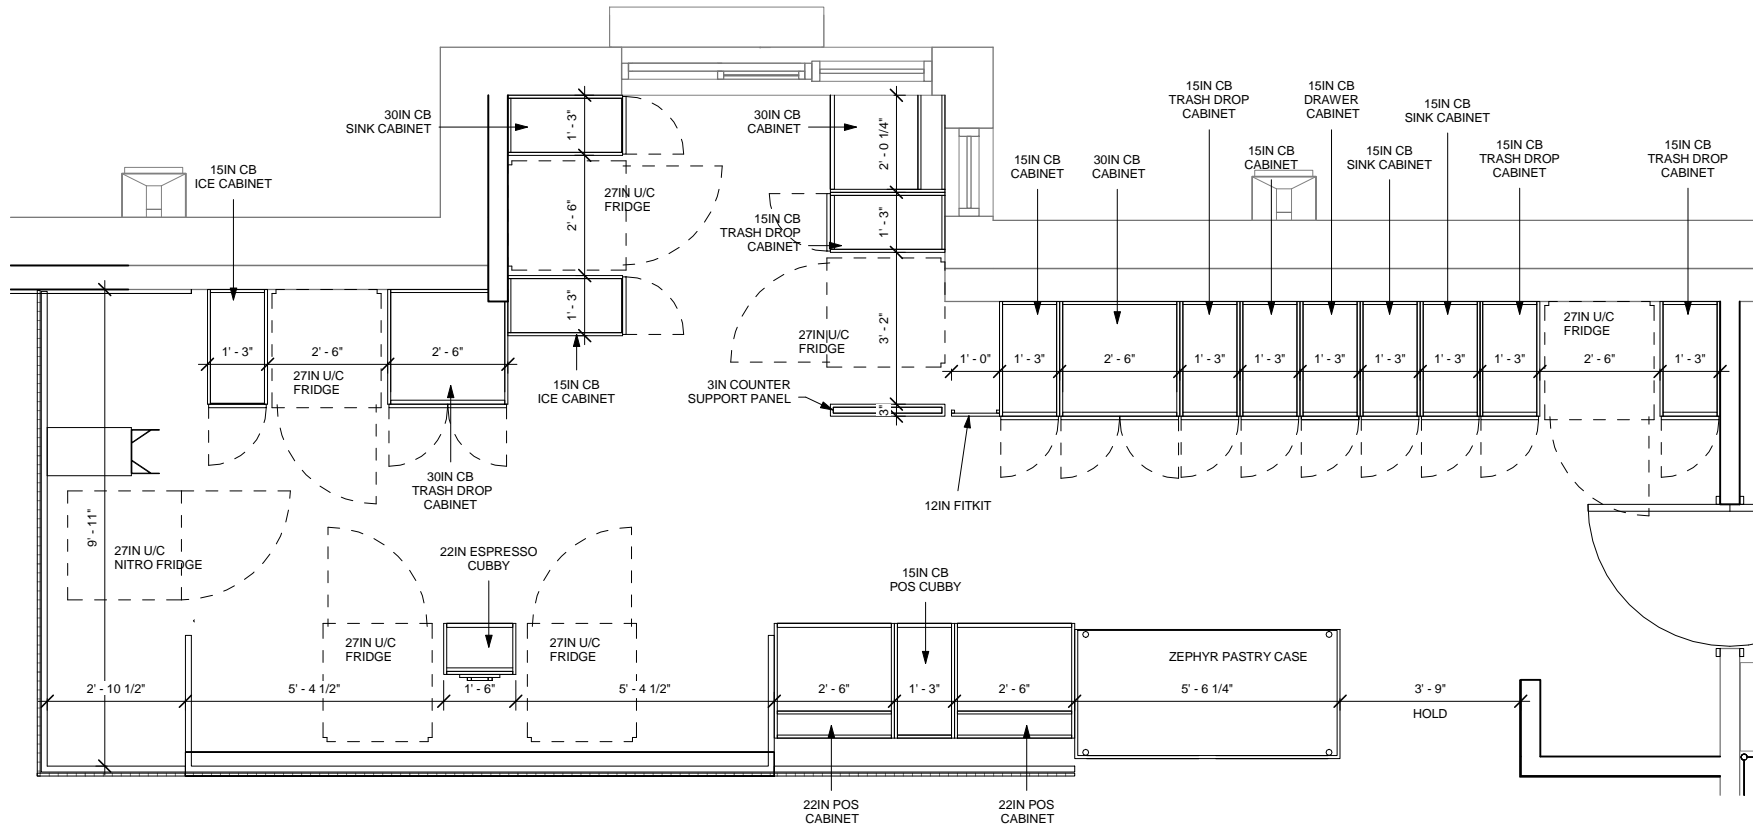 15IN CB
TRASH DROP
CABINET
15IN CB
DRAWER
CABINET
15IN CB
SINK CABINET
30IN CB
SINK CABINET
30IN CB
CABINET
15IN CB
ICE CABINET
15IN CB
CABINET
30IN CB
CABINET
15IN CB
CABINET
15IN CB
SINK CABINET
15IN CB
TRASH DROP
CABINET
15IN CB
TRASH DROP
CABINET
1' - 3"
2' - 0 1/4"
27IN U/C
FRIDGE
2' - 6"
15IN CB
TRASH DROP
CABINET
1' - 3"
1' - 3"
27IN U/C
FRIDGE
3' - 2"
27IN U/C
FRIDGE
1' - 3"
2' - 6"
2' - 6"
27IN U/C
FRIDGE
1' - 0"
1' - 3"
2' - 6"
1' - 3"
1' - 3"
1' - 3"
1' - 3"
1' - 3"
1' - 3"
2' - 6"
1' - 3"
15IN CB
ICE CABINET
3IN COUNTER
SUPPORT PANEL
3"
30IN CB
TRASH DROP
CABINET
12IN FITKIT
9' - 11"
27IN U/C
NITRO FRIDGE
22IN ESPRESSO
CUBBY
15IN CB
POS CUBBY
27IN U/C
FRIDGE
27IN U/C
FRIDGE
ZEPHYR PASTRY CASE
2' - 10 1/2"
5' - 4 1/2"
1' - 6"
5' - 4 1/2"
2' - 6"
1' - 3"
2' - 6"
5' - 6 1/4"
3' - 9"
HOLD
22IN POS
CABINET
22IN POS
CABINET